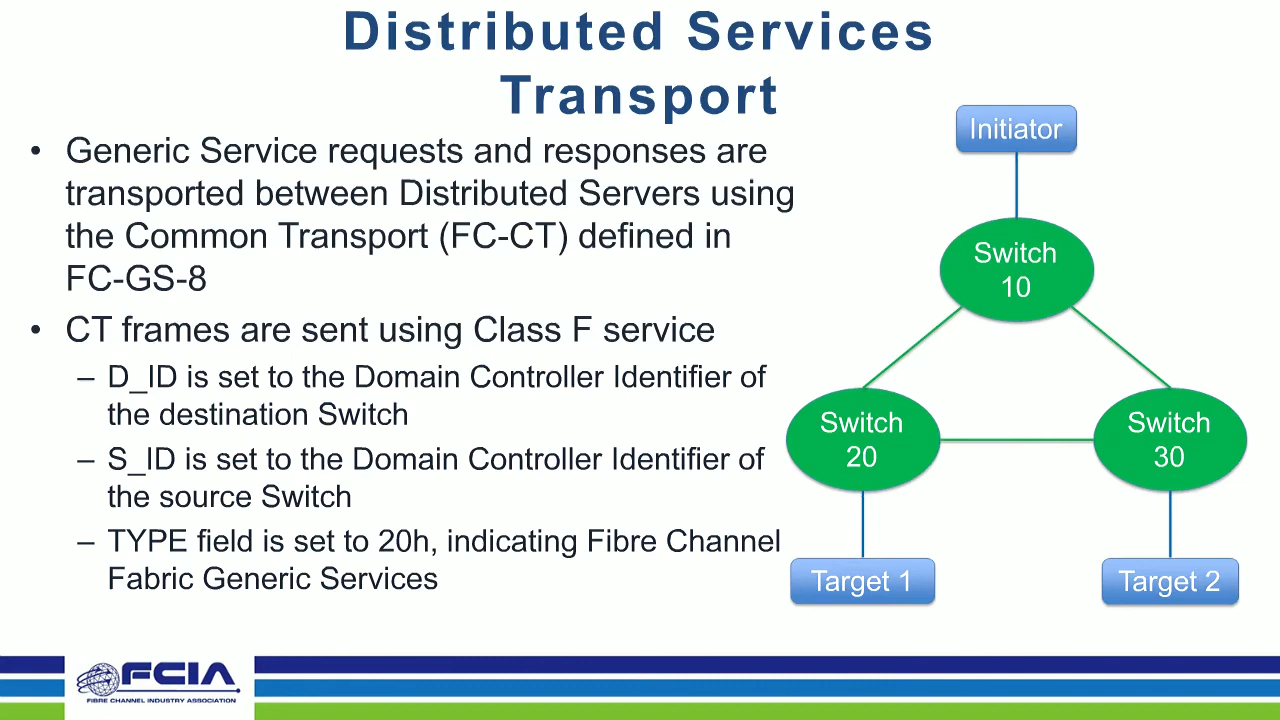 Distributed Services
Transport
• Generic Service requests and responses are
transported between Distributed Servers using
the Common Transport (FC-CT) defined in
FC-GS-8
• CT frames are sent using Class F service
– D_ID is set to the Domain Controller Identifier of
the destination Switch
– S_ID is set to the Domain Controller Identifier of
the source Switch
– TYPE field is set to 20h, indicating Fibre Channel
Fabric Generic Services
Initiator
Switch
10
Switch
20
Switch
30
Target 1
Target 2
FCIA
FIBRE CHANNEL INDUSTRY ASSOCIATION